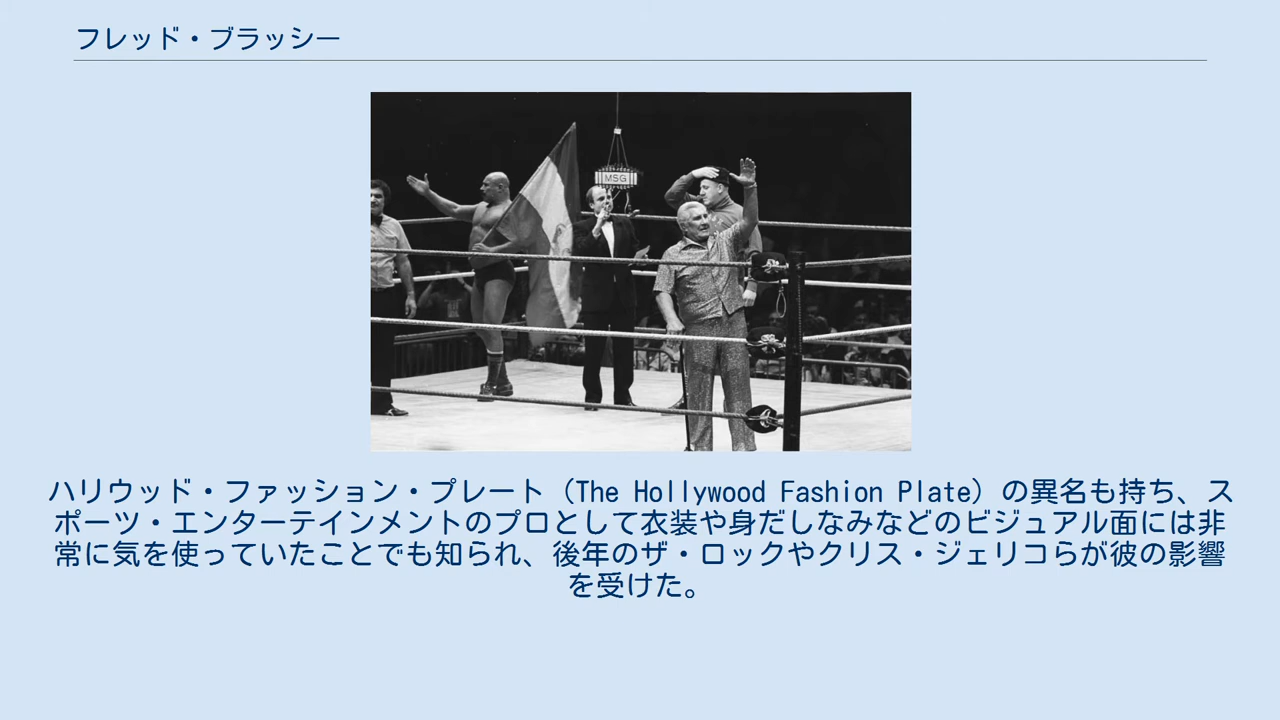 フレッド・ブラッシー
MSG
ハリウッド・ファッション・プレート（The Hollywood Fashion Plate）の異名も持ち、ス
ポーツ・エンターテインメントのプロとして衣装や身だしなみなどのビジュアル面には非
常に気を使っていたことでも知られ、後年のザ・ロックやクリス・ジェリコらが彼の影響
を受けた。